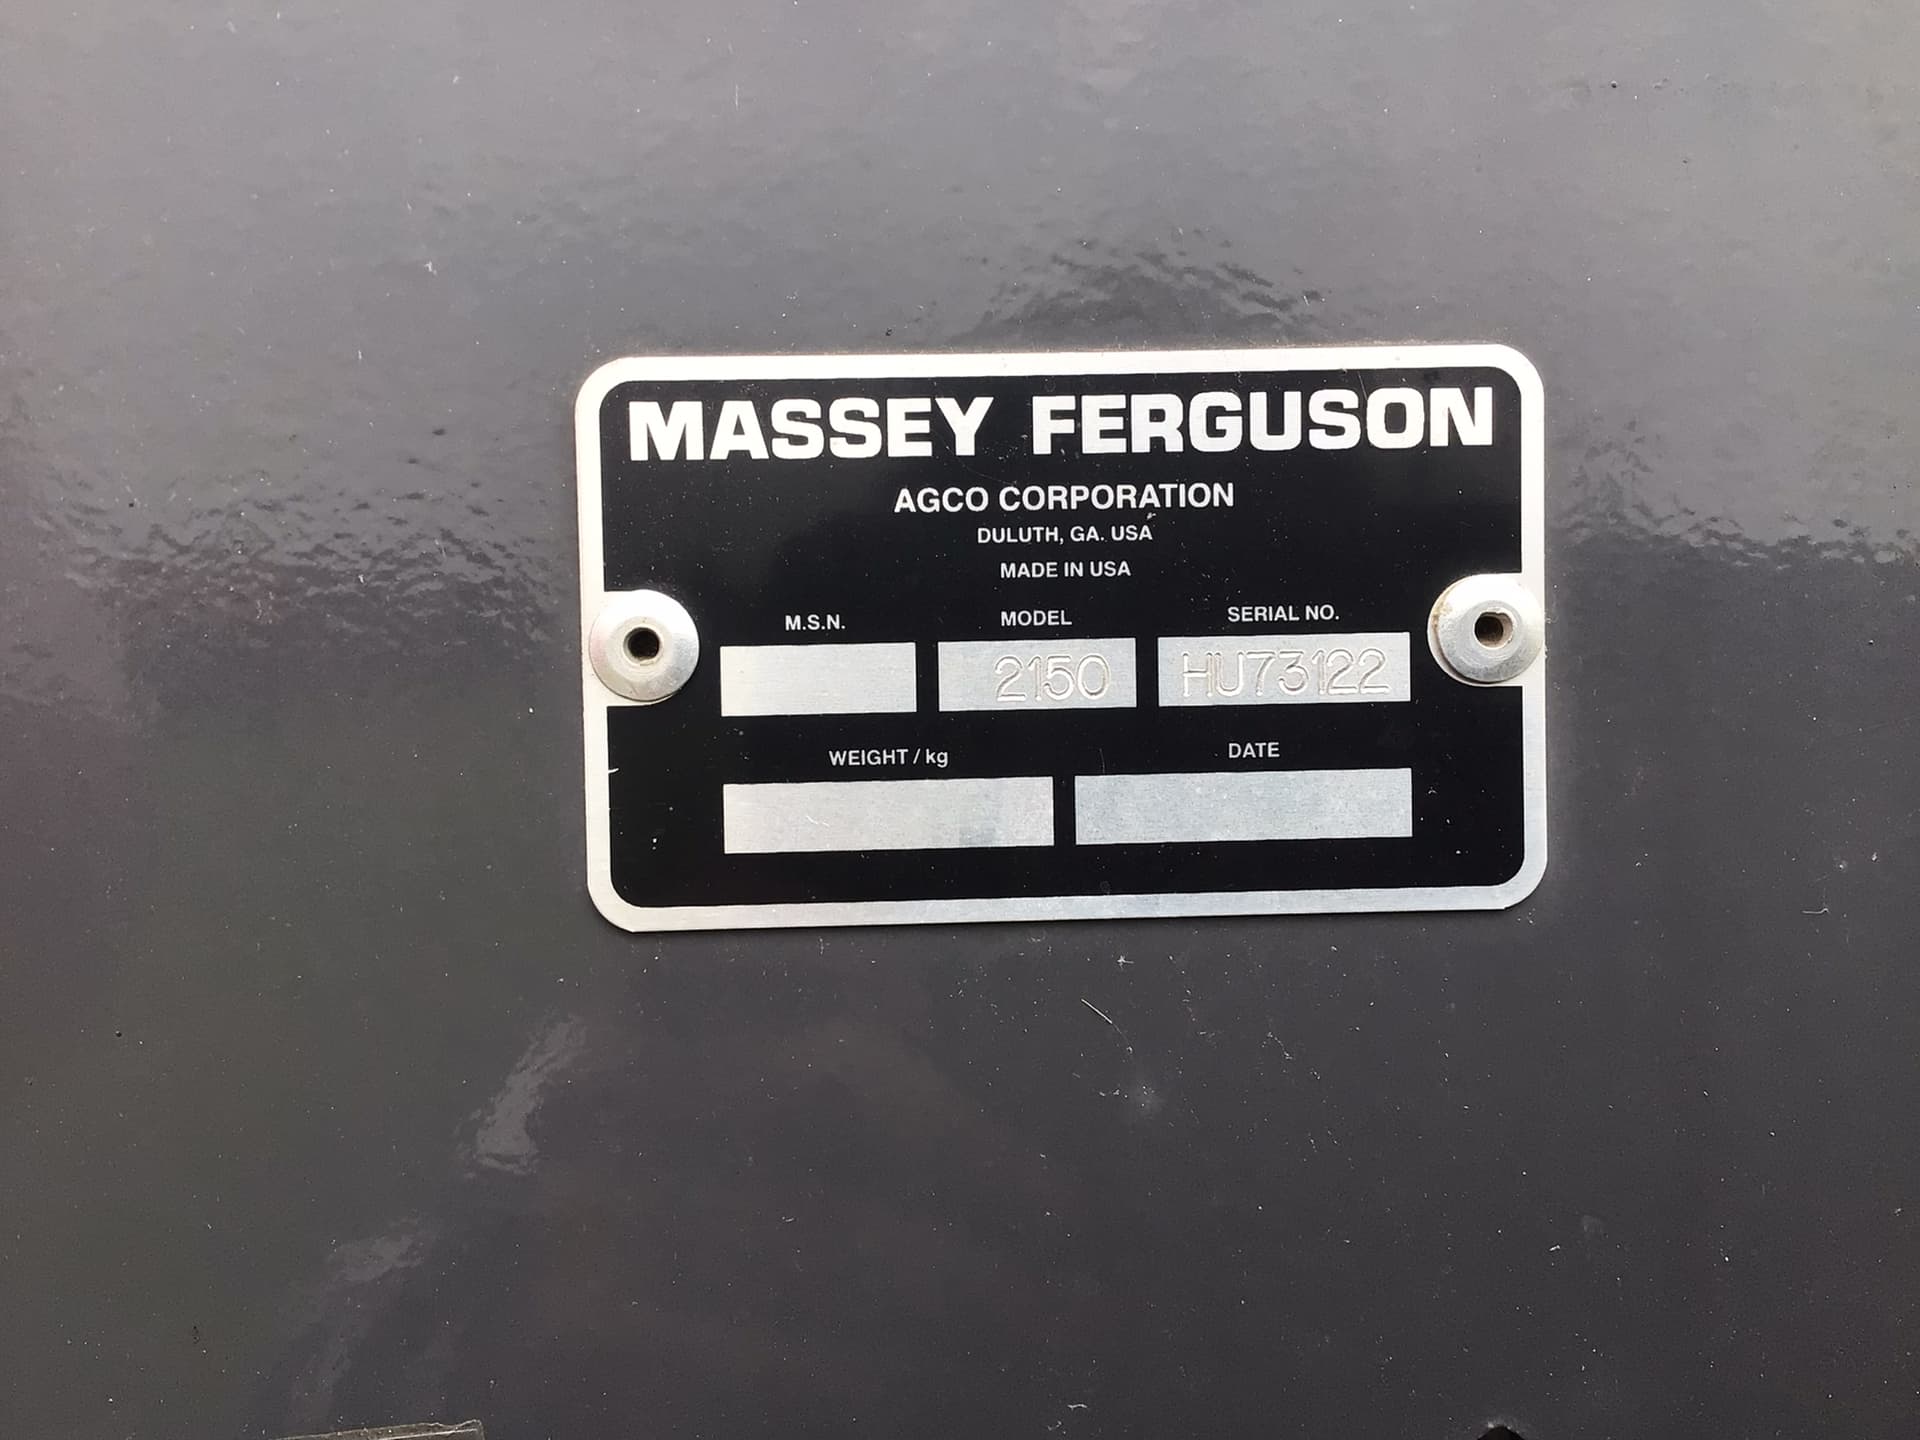 MASSEY FERGUSON
AGCO CORPORATION
DULUTH, GA. USA
MADE IN USA
M.S.N. MODEL SERIAL NO.
2150 HU73122
WEIGHT / kg DATE